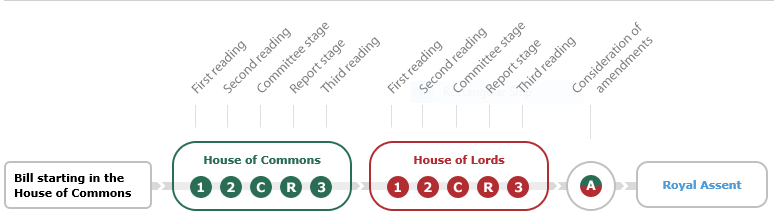 First reading
Second reading
Committee stage
Report stage
Third reading
First reading
Second reading
Committee stage
Report stage
Third reading
Consideration of
amendments
Bill starting in the
House of Commons
House of Commons
1 2 C R 3
House of Lords
1 2 C R 3
A
Royal Assent